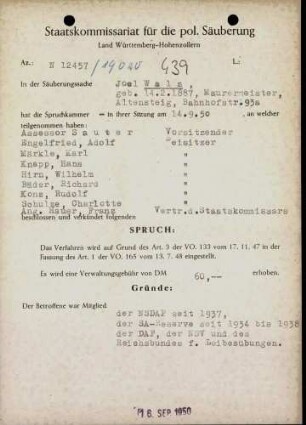 Staatskommissariat für die pol. Säuberung
Land Württemberg-Hohenzollern
Az.: N 12457 /19040 439 L:
In der Säuberungssache
geb. 14.2.1887, Maurermeister,
Altensteig, Bahnhofstr.93a
hat die Spruchkammer – in ihrer Sitzung am 14.9.50 , an welcher
teilgenommen haben:
Assessor Sauter Vorsitzender
Engelfried, Adolf Beisitzer
Märkle, Karl "
Knapp, Hans "
Hirn, Wilhelm "
Bäder, Richard "
Konz, Rudolf "
Schulze, Charlotte "
Ang. Bauer, Franz Vertr.d.Staatskommissars
beschlossen und verkündet folgenden
SPRUCH:
Das Verfahren wird auf Grund des Art. 3 der VO. 133 vom 17. 11. 47 in der
Fassung des Art. 1 der VO. 165 vom 13. 7. 48 eingestellt.
Es wird eine Verwaltungsgebühr von DM 60,-- erhoben.
Gründe:
Der Betroffene war Mitglied.
der NSDAP seit 1937,
der SA-Reserve seit 1934 bis 1938
der DAF, der NSV und des
Reichsbundes f. Leibesübungen.
18. SEP 1950